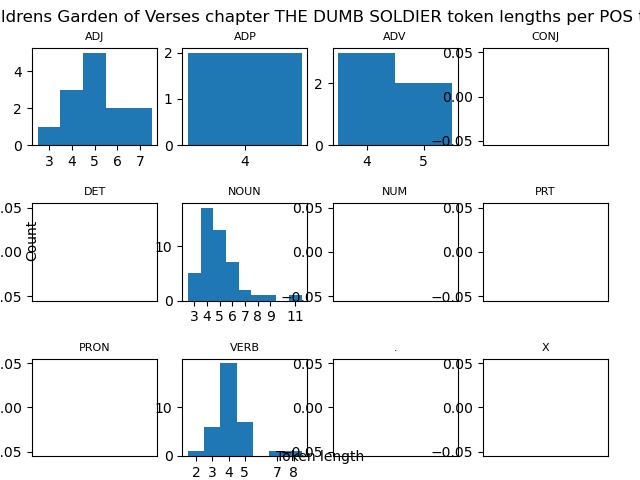 ldrens Garden of Verses chapter THE DUMB SOLDIER token lengths per POS t
ADJ ADP ADV CONJ
4 2 0
2 1 0
2 0
0.05 0.00 −0.05
3 4 5 6 7
4
4 5
DET NOUN NUM PRT
.05 .00 .05
10 0
0.05 0.00 −0.05
0.05 0.00 −0.05
Count
3 4 5 6 7 8 9 11
PRON VERB . X
.05 .00 .05
10 0
0.05 0.00 −0.05
0.05 0.00 −0.05
2 3 4 5 7 8
Token length